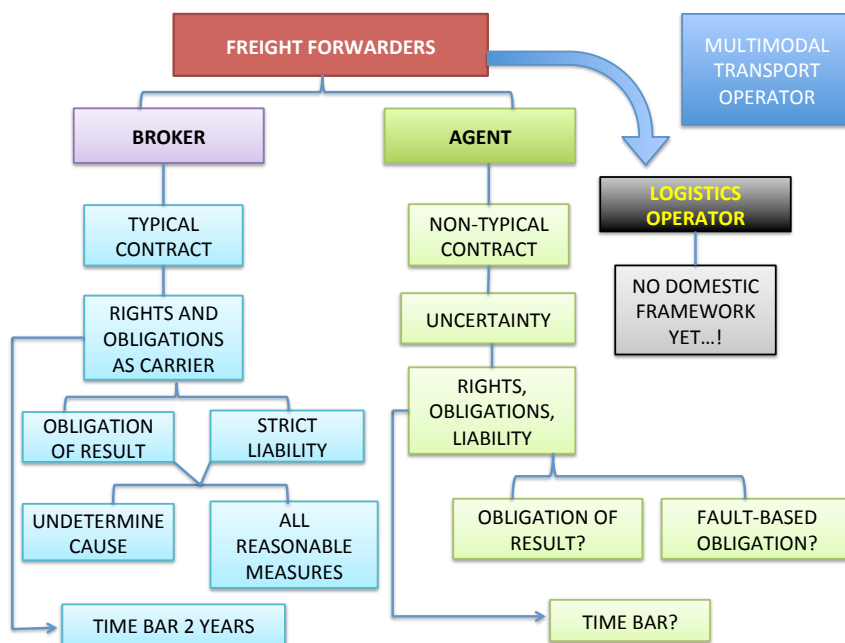 FREIGHT FORWARDERS
MULTIMODAL
TRANSPORT
OPERATOR
BROKER
AGENT
LOGISTICS
OPERATOR
TYPICAL
CONTRACT
NON-TYPICAL
CONTRACT
NO DOMESTIC
FRAMEWORK
YET...!
RIGHTS AND
OBLIGATIONS
AS CARRIER
UNCERTAINTY
RIGHTS,
OBLIGATIONS,
LIABILITY
OBLIGATION
OF RESULT
STRICT
LIABILITY
UNDETERMINE
CAUSE
ALL
REASONABLE
MEASURES
OBLIGATION OF
RESULT?
FAULT-BASED
OBLIGATION?
TIME BAR 2 YEARS
TIME BAR?